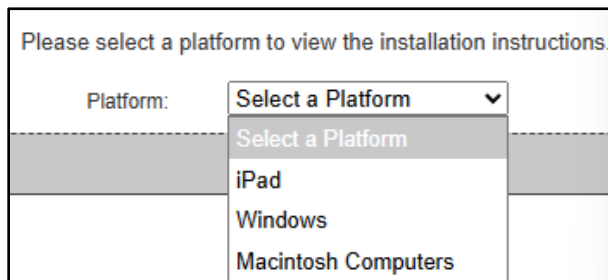 Please select a platform to view the installation instructions.
Platform: Select a Platform
Select a Platform
iPad
Windows
Macintosh Computers